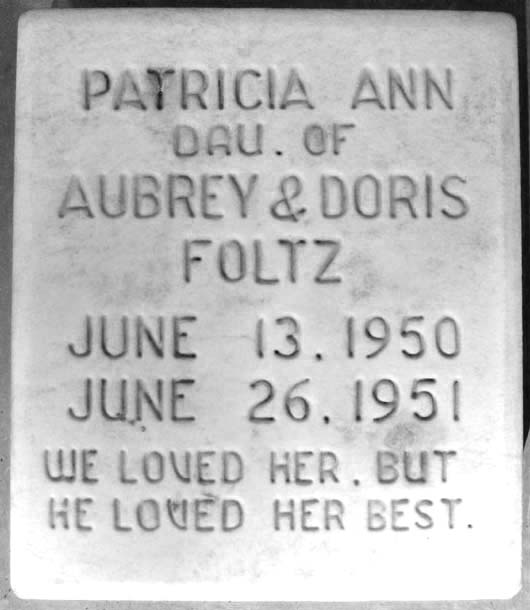 PATRICIA ANN
DAU. OF
AUBREY & DORIS
FOLTZ
JUNE 13. 1950
JUNE 26. 1951
WE LOVED HER. BUT
HE LOVED HER BEST.